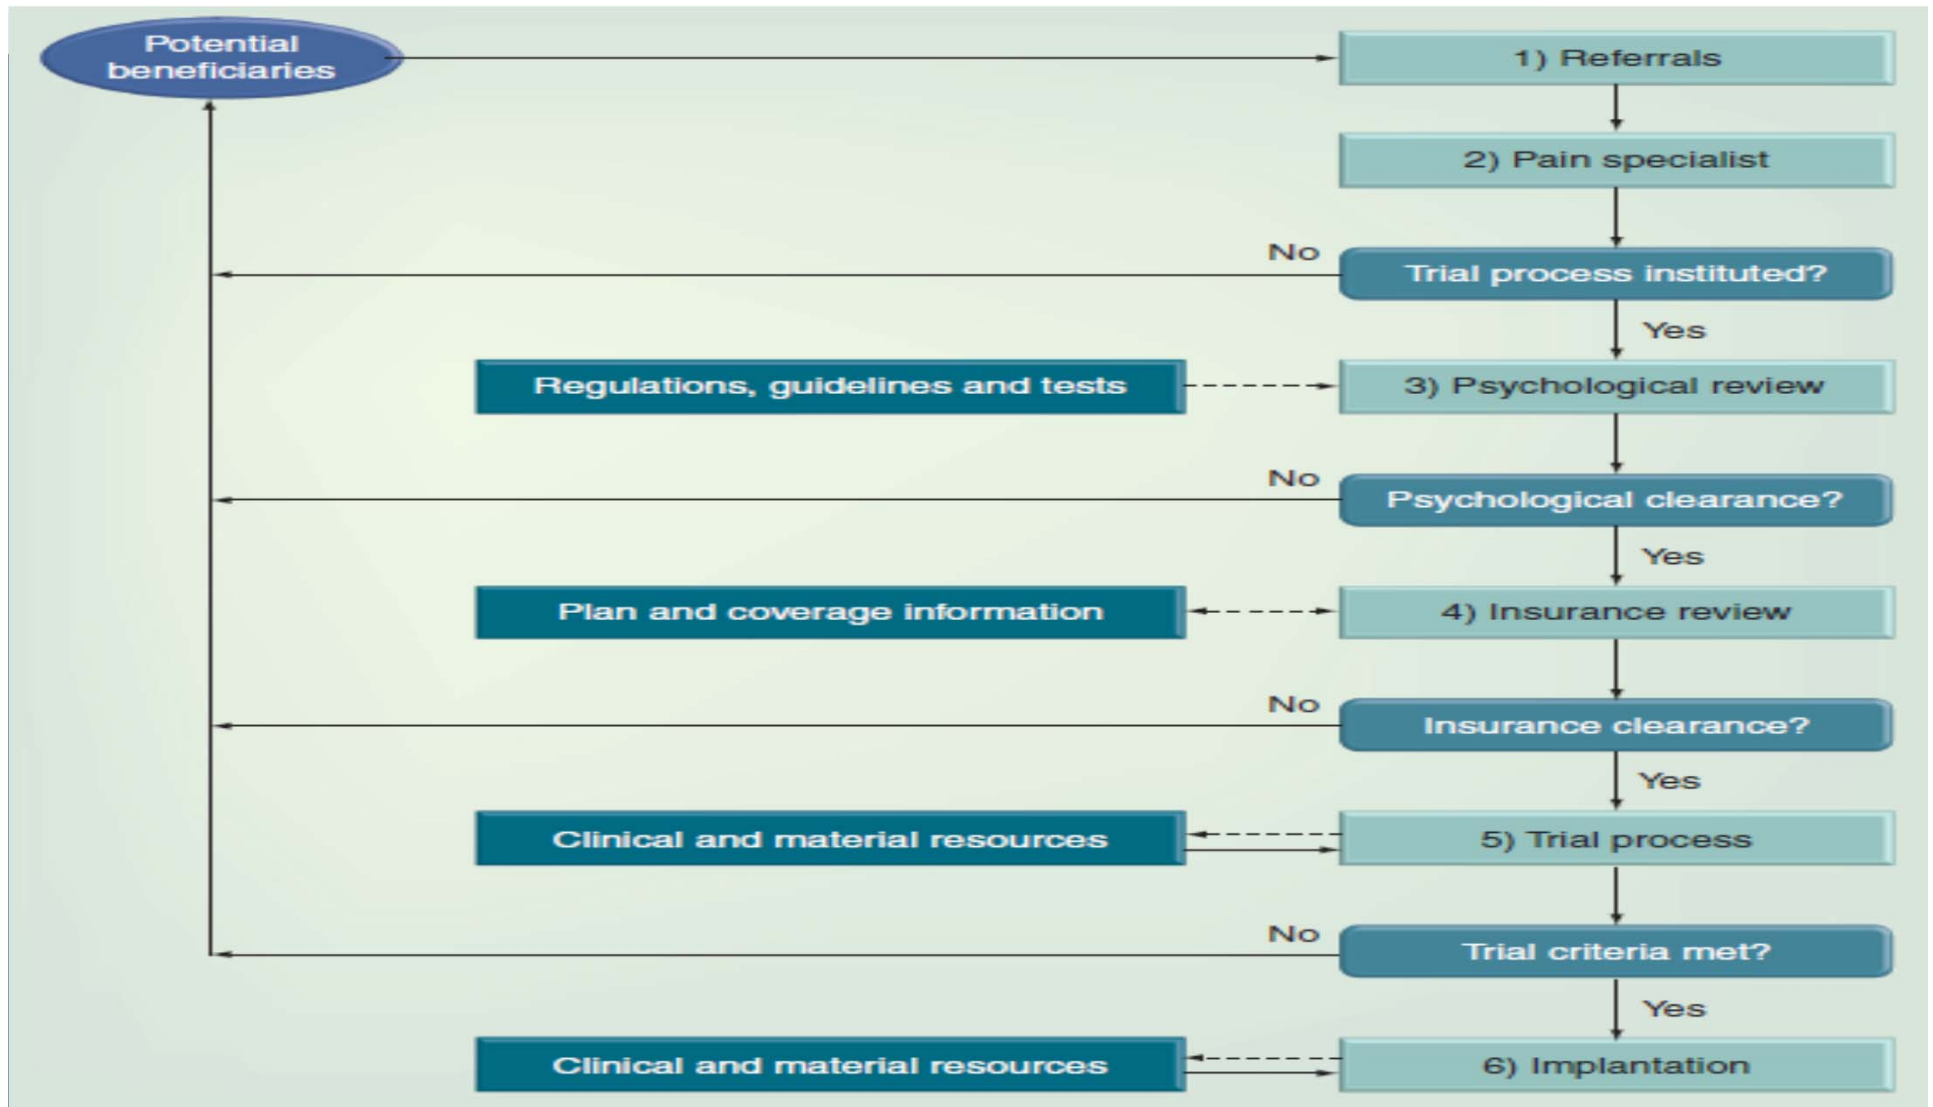 Potential
beneficiaries
1) Referrals
2) Pain specialist
No
Trial process instituted?
Yes
Regulations, guidelines and tests
3) Psychological review
No
Psychological clearance?
Yes
Plan and coverage information
4) Insurance review
No
Insurance clearance?
Yes
Clinical and material resources
5) Trial process
No
Trial criteria met?
Yes
Clinical and material resources
6) Implantation